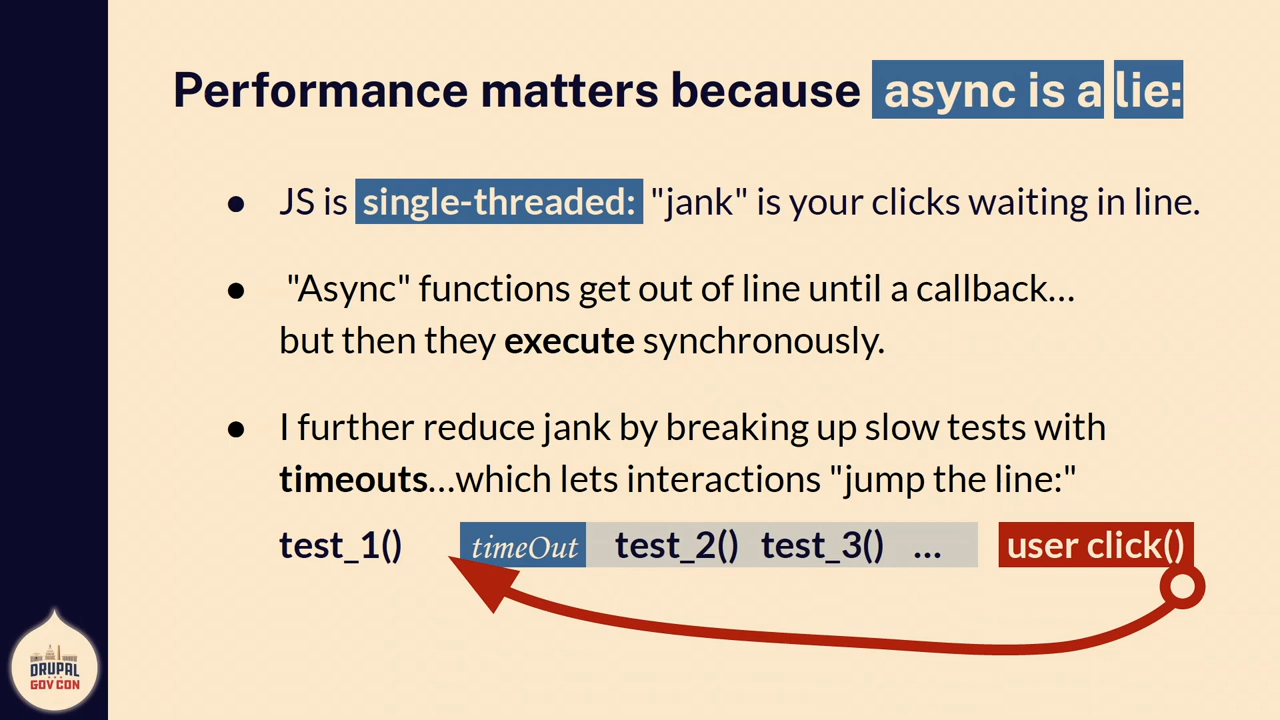 Performance matters because async is a lie:
● JS is single-threaded: "jank" is your clicks waiting in line.
● "Async" functions get out of line until a callback...
but then they execute synchronously.
● I further reduce jank by breaking up slow tests with
timeouts...which lets interactions "jump the line:"
test_1() timeOut test_2() test_3() ... user click()
DRUPAL
GOV CON